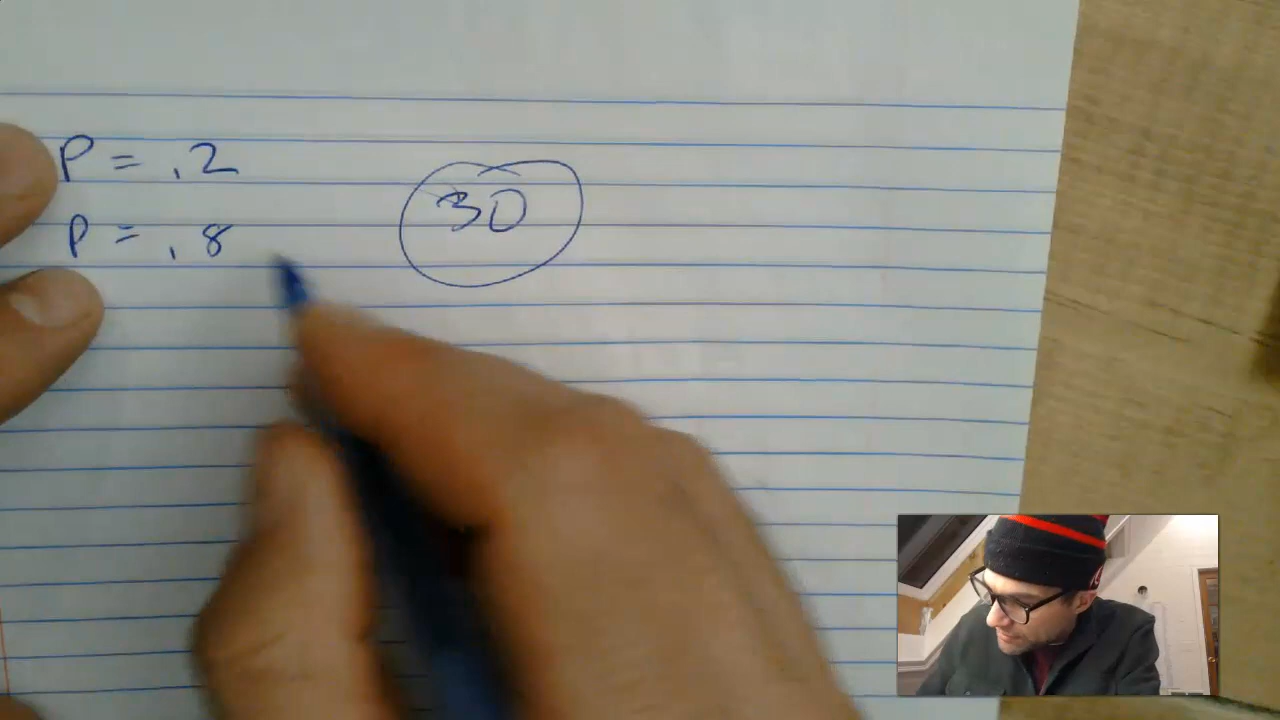 P = .2
P = .8
30